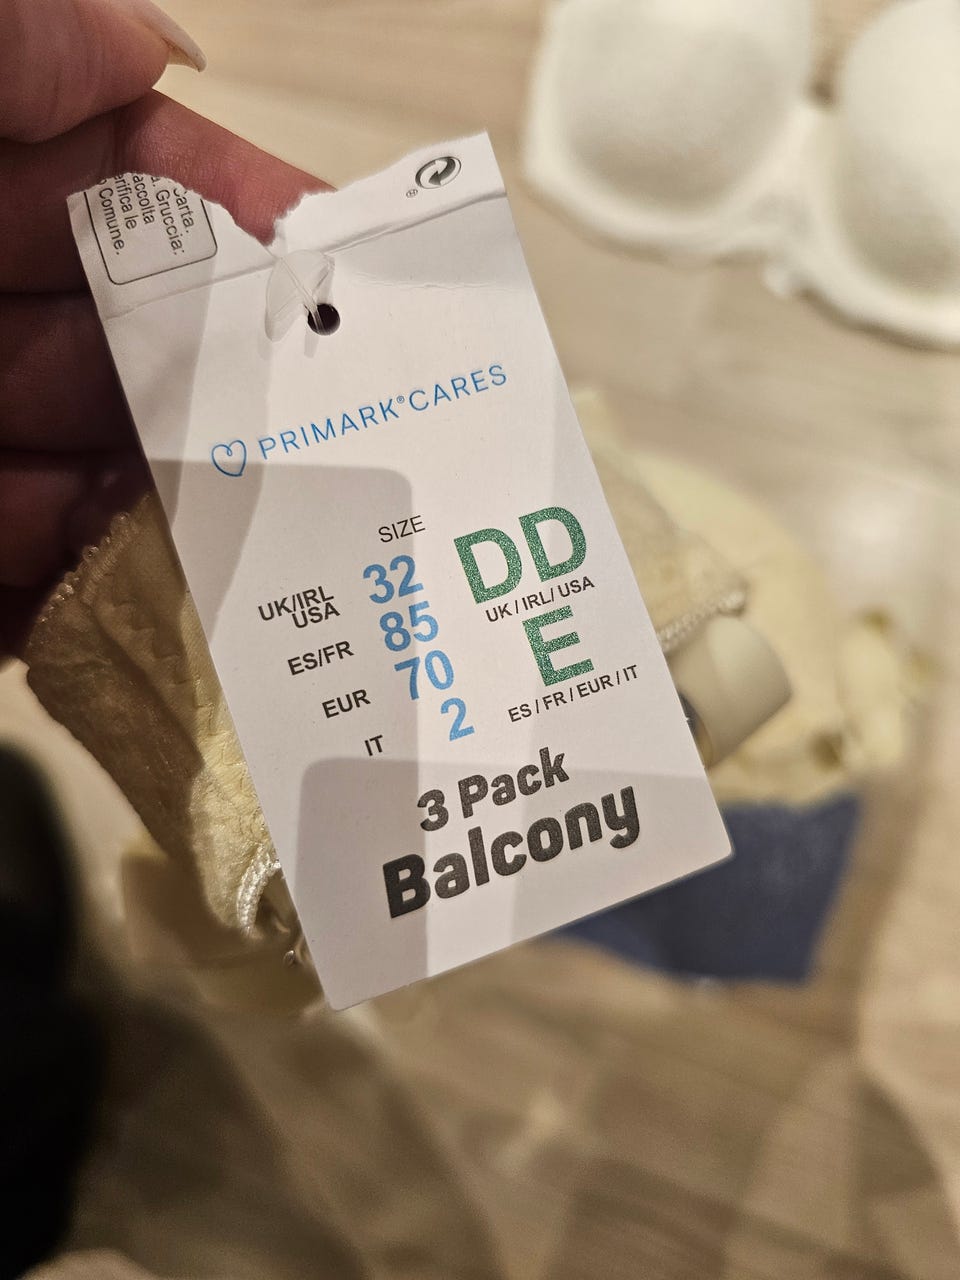 Carta.
Gruccia:
accolta
erifica le
Comune.
PRIMARK® CARES
SIZE
UK/IRL
USA
32
DD
UK / IRL / USA
ES/FR
85
EUR
70
E
ES / FR / EUR / IT
IT
2
3 Pack
Balcony